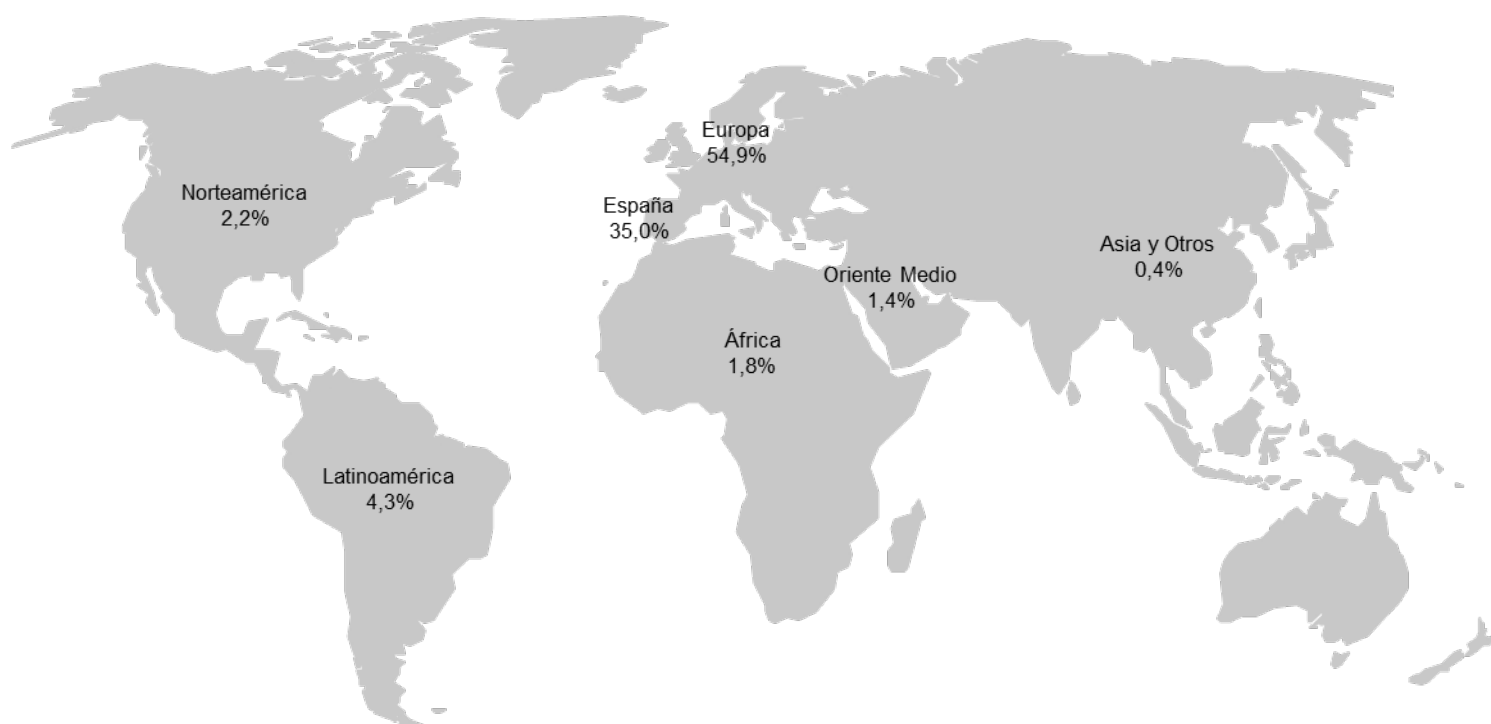 Europa
54,9%
Norteamérica
2,2%
España
35,0%
Asia y Otros
0,4%
Oriente Medio
1,4%
África
1,8%
Latinoamérica
4,3%